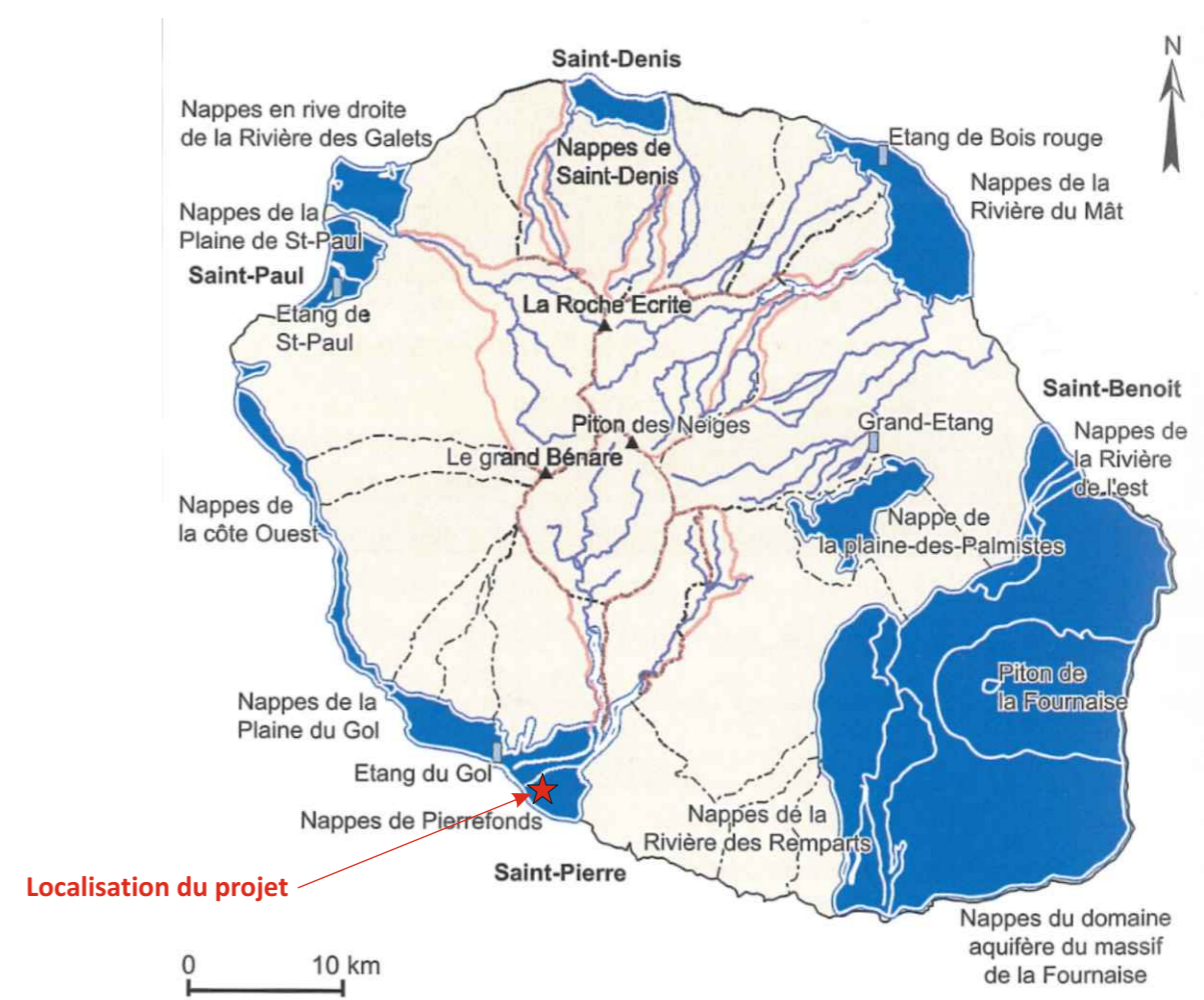 Saint-Denis
N
Nappes en rive droite
de la Rivière des Galets
Nappes de
Saint-Denis
Etang de Bois rouge
Nappes de la
Rivière du Mât
Nappes de la
Plaine de St-Paul
Saint-Paul
Etang de
St-Paul
La Roche Ecrite
Saint-Benoit
Piton des Neiges
Grand-Etang
Le grand Bénare
Nappes de
la Rivière
de l'est
Nappes de
la côte Ouest
Nappe de
la plaine-des-Palmistes
Piton de
la Fournaise
Nappes de la
Plaine du Gol
Etang du Gol
Nappes de Pierrefonds
Nappes de la
Rivière des Remparts
Saint-Pierre
Localisation du projet
Nappes du domaine
aquifère du massif
de la Fournaise
0 10 km